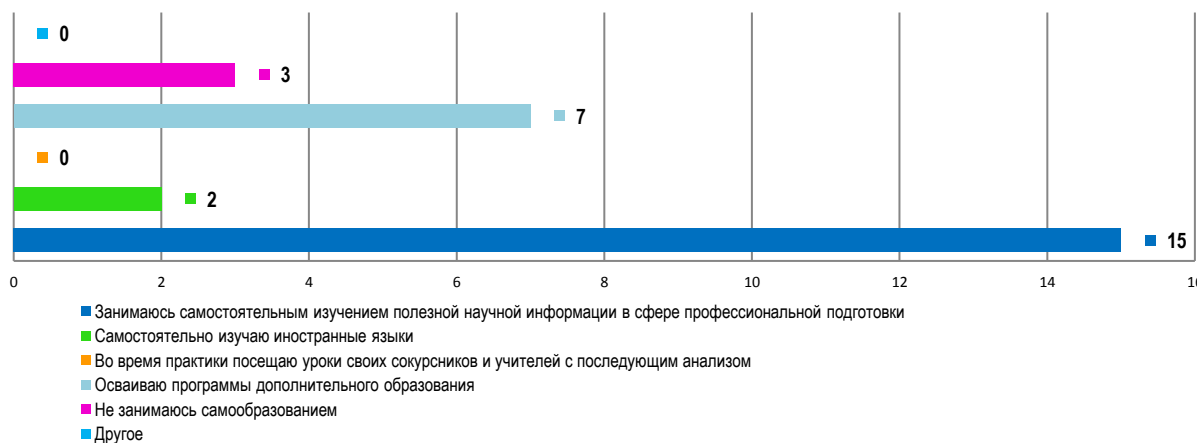 0
3
7
0
2
15
0 2 4 6 8 10 12 14 16
Занимаюсь самостоятельным изучением полезной научной информации в сфере профессиональной подготовки
Самостоятельно изучаю иностранные языки
Во время практики посещаю уроки своих сокурсников и учителей с последующим анализом
Осваиваю программы дополнительного образования
Не занимаюсь самообразованием
Другое